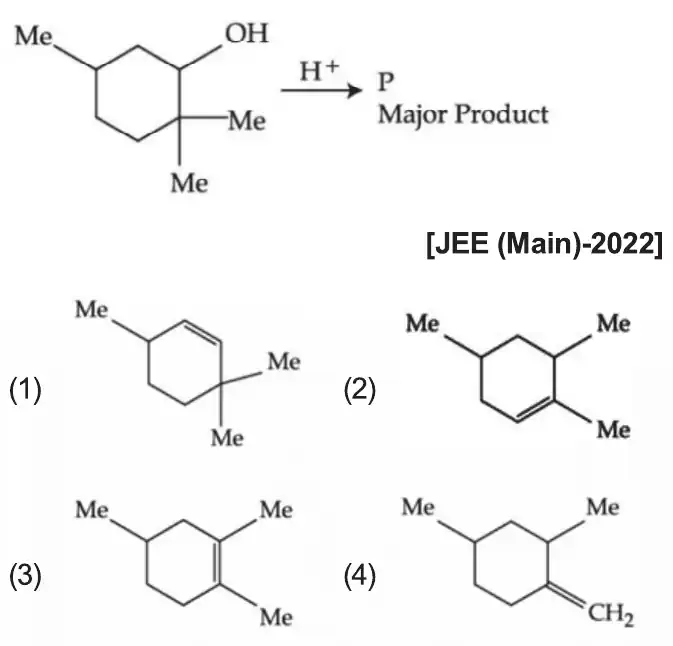 Me OH
H+ P
Major Product
Me
Me
[JEE (Main)-2022]
(1) Me Me Me
(2) Me Me Me
(3) Me Me Me
(4) Me Me CH₂